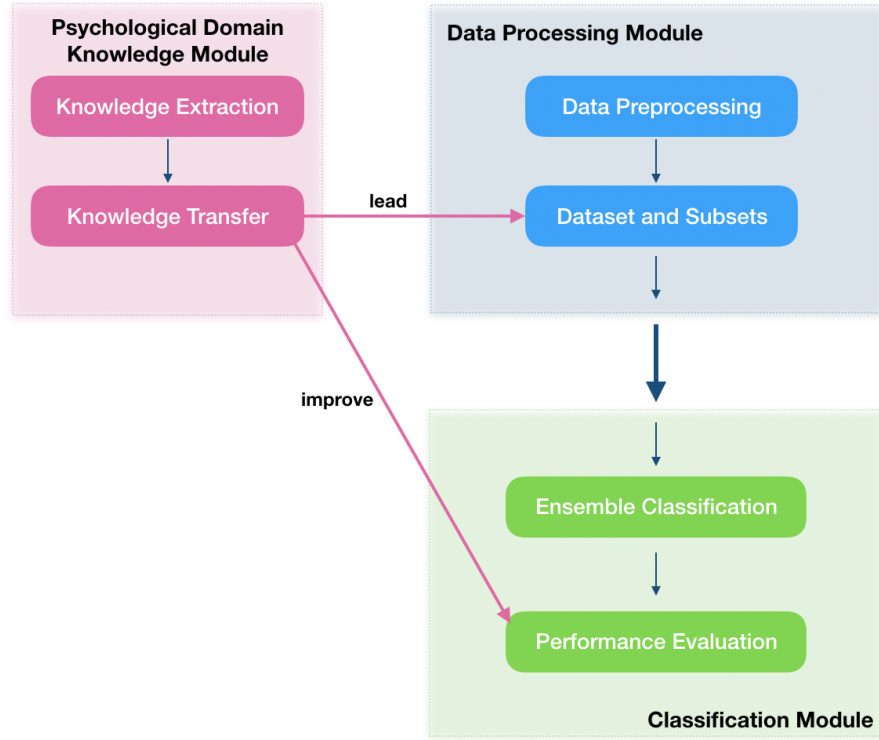 Psychological Domain
Knowledge Module
Knowledge Extraction
Knowledge Transfer
lead
improve
Data Processing Module
Data Preprocessing
Dataset and Subsets
Ensemble Classification
Performance Evaluation
Classification Module